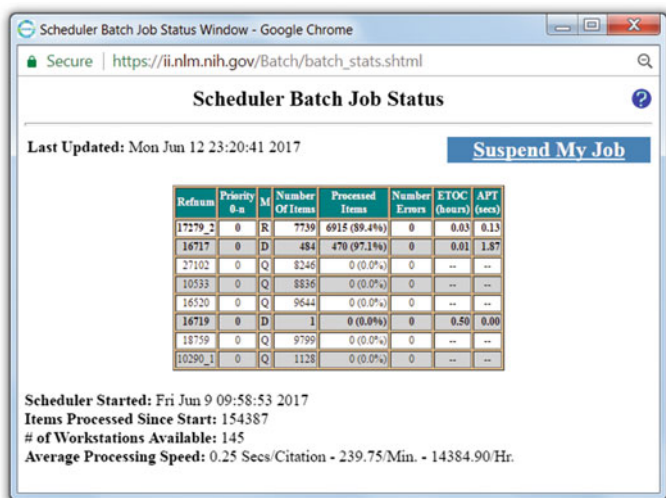 Scheduler Batch Job Status Window - Google Chrome
Secure | https://ii.nlm.nih.gov/Batch/batch_stats.shtml
Scheduler Batch Job Status
?
Last Updated: Mon Jun 12 23:20:41 2017
Suspend My Job
Refnum Priority 0-n M Number Of Items Processed Items Number Errors ETOC (hours) APT (secs)
17279_2 0 R 7739 6915 (89.4%) 0 0.03 0.13
16717 0 D 484 470 (97.1%) 0 0.01 1.87
27102 0 Q 8246 0 (0.0%) 0 -- --
10533 0 Q 8836 0 (0.0%) 0 -- --
16520 0 Q 9644 0 (0.0%) 0 -- --
16719 0 D 1 0 (0.0%) 0 0.50 0.00
18759 0 Q 9799 0 (0.0%) 0 -- --
10290_1 0 Q 1128 0 (0.0%) 0 -- --
Scheduler Started: Fri Jun 9 09:58:53 2017
Items Processed Since Start: 154387
# of Workstations Available: 145
Average Processing Speed: 0.25 Secs/Citation - 239.75/Min. - 14384.90/Hr.